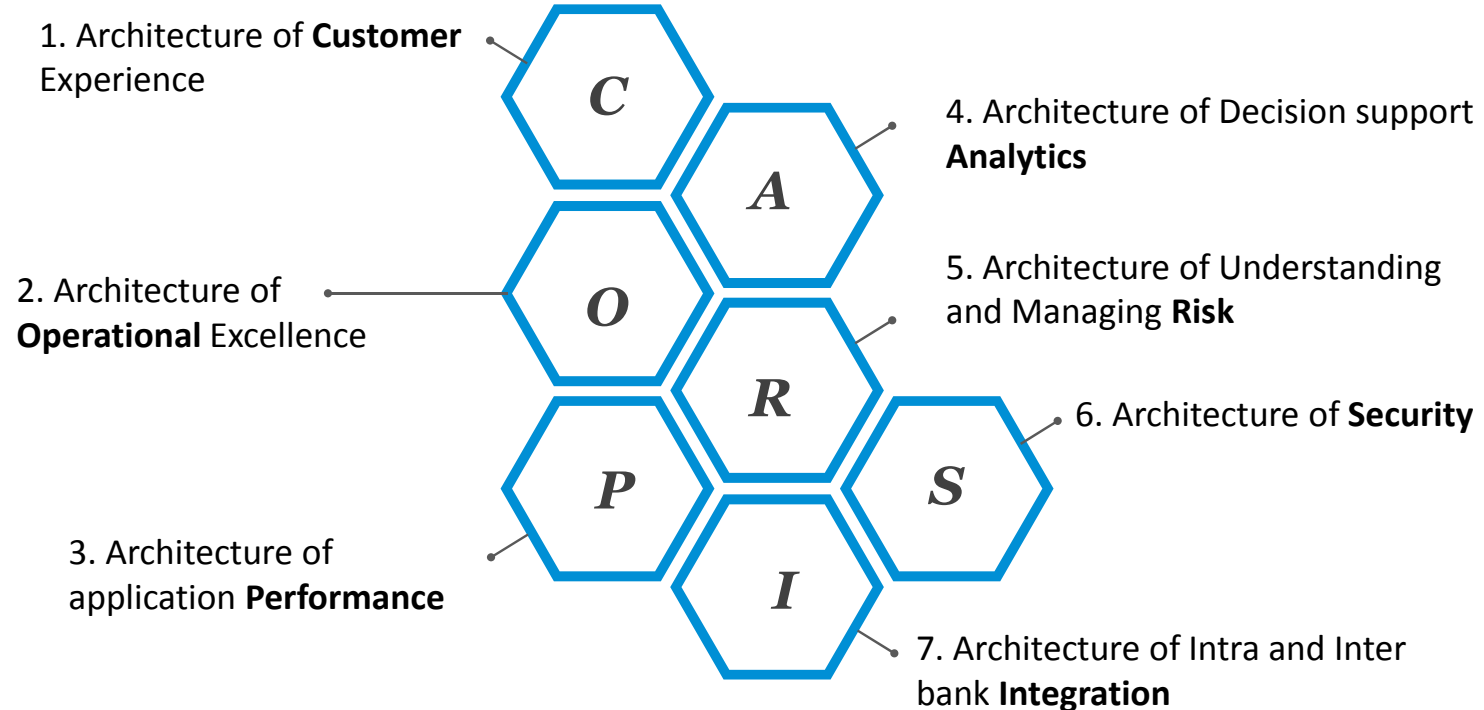 1. Architecture of Customer
Experience
C
4. Architecture of Decision support
Analytics
A
2. Architecture of
Operational Excellence
O
5. Architecture of Understanding
and Managing Risk
R
6. Architecture of Security
S
3. Architecture of
application Performance
P
I
7. Architecture of Intra and Inter
bank Integration